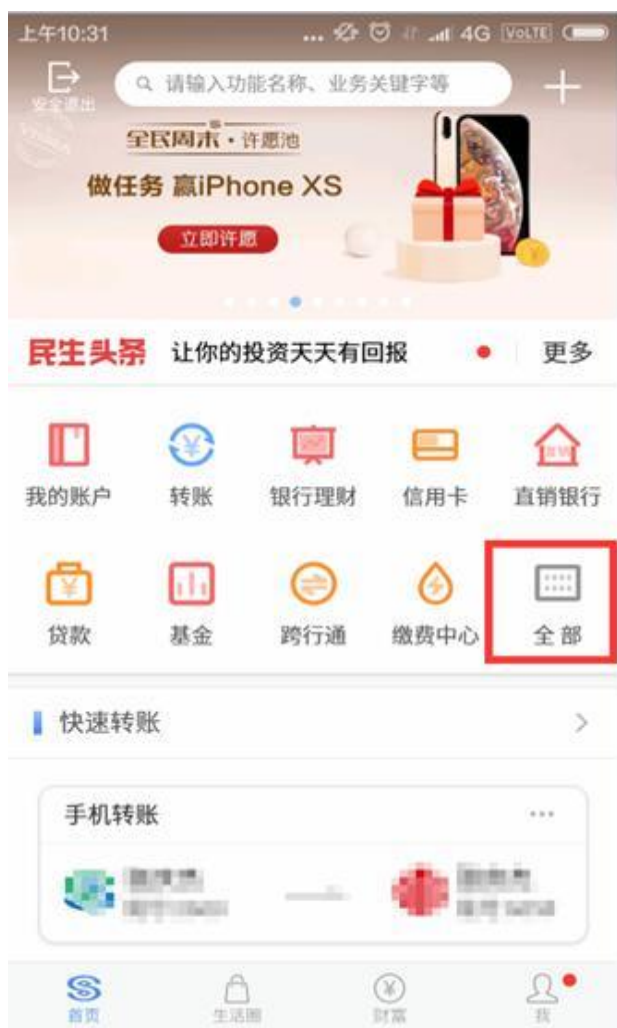 上午10:31 ... 4G VoLTE
安全退出
请输入功能名称、业务关键字等
全民周末·许愿池
做任务 赢iPhone XS
立即许愿
民生头条 让你的投资天天有回报 更多
我的账户 转账 银行理财 信用卡 直销银行
贷款 基金 跨行通 缴费中心 全部
快速转账
手机转账
首页 生活圈 财富 我